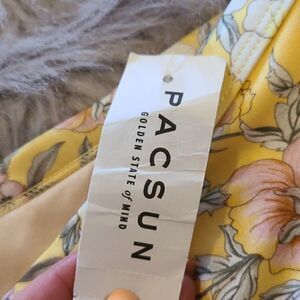 PACSUN
GOLDEN STATE of MIND